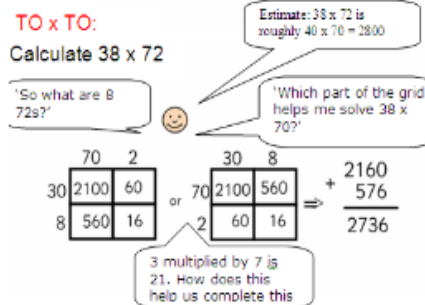 TO x TO:
Calculate 38 x 72
Estimate: 38 x 72 is
roughly 40 x 70 = 2800
'So what are 8
72s?'
'Which part of the grid
helps me solve 38 x
70?'
70 2
30 2100 60
8 560 16
or
30 8
70 2100 560
2 60 16
⇒
+ 2160
576
2736
3 multiplied by 7 is
21. How does this
help us complete this